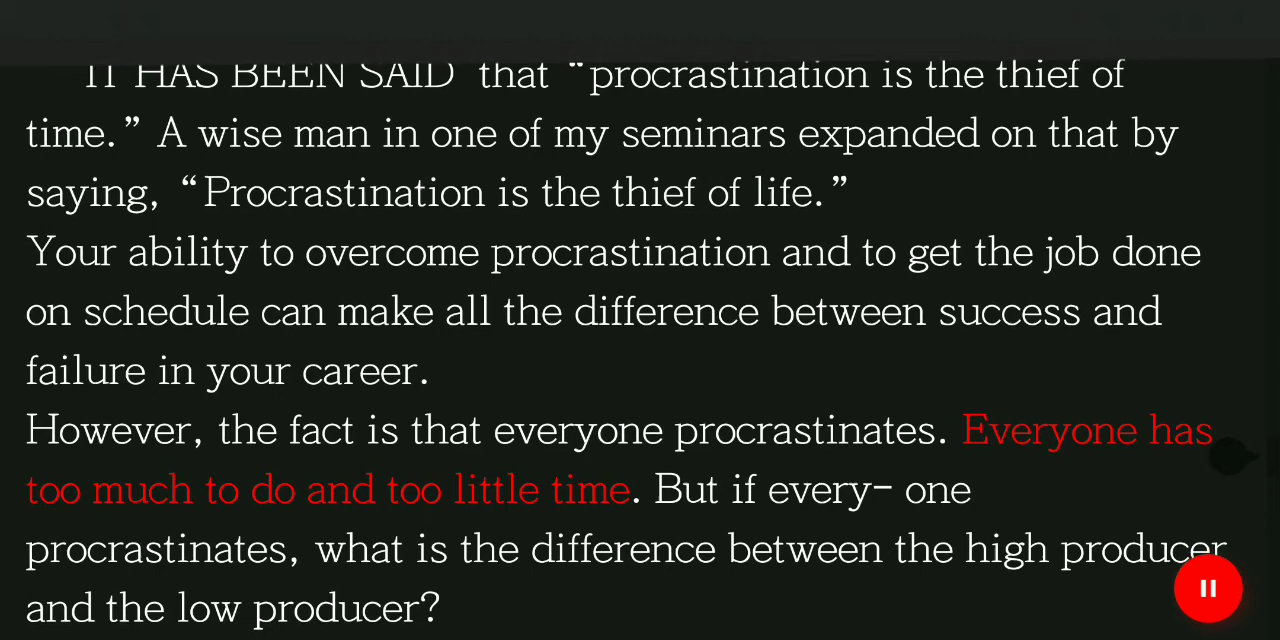 IT HAS BEEN SAID that “procrastination is the thief of
time.” A wise man in one of my seminars expanded on that by
saying, “Procrastination is the thief of life.”
Your ability to overcome procrastination and to get the job done
on schedule can make all the difference between success and
failure in your career.
However, the fact is that everyone procrastinates. Everyone has
too much to do and too little time. But if every- one
procrastinates, what is the difference between the high producer
and the low producer?